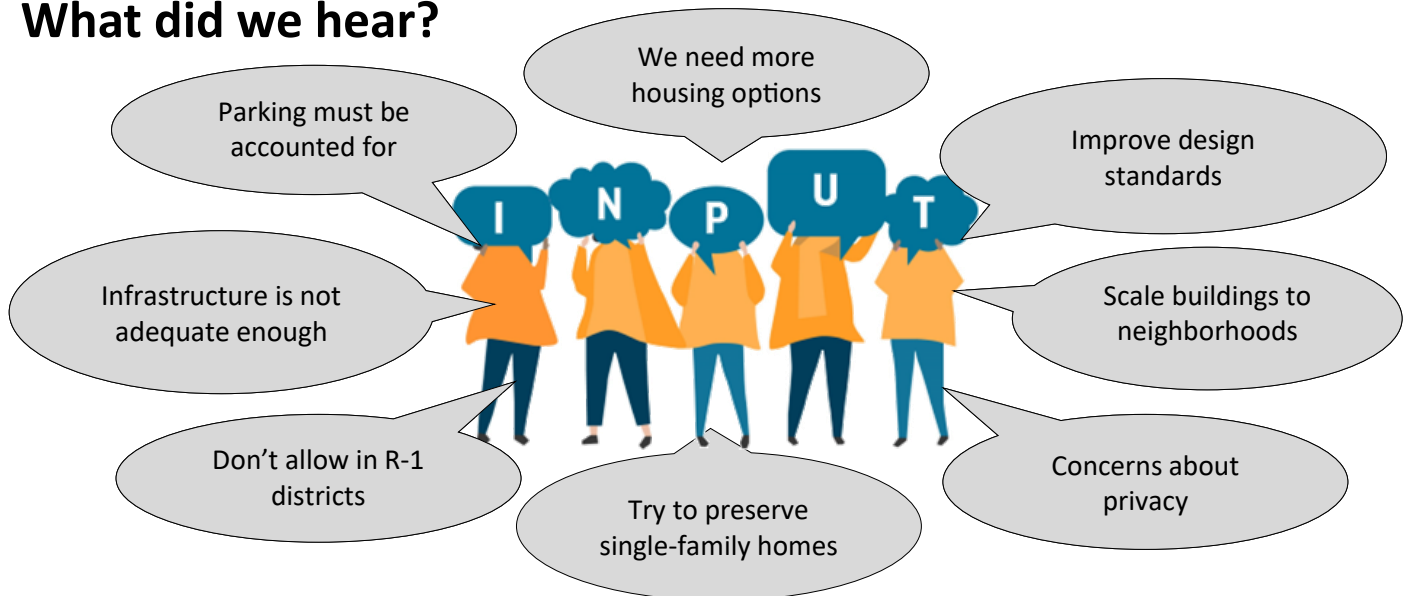 What did we hear?
We need more
housing options
Parking must be
accounted for
Improve design
standards
I N P U T
Infrastructure is not
adequate enough
Scale buildings to
neighborhoods
Don’t allow in R-1
districts
Concerns about
privacy
Try to preserve
single-family homes